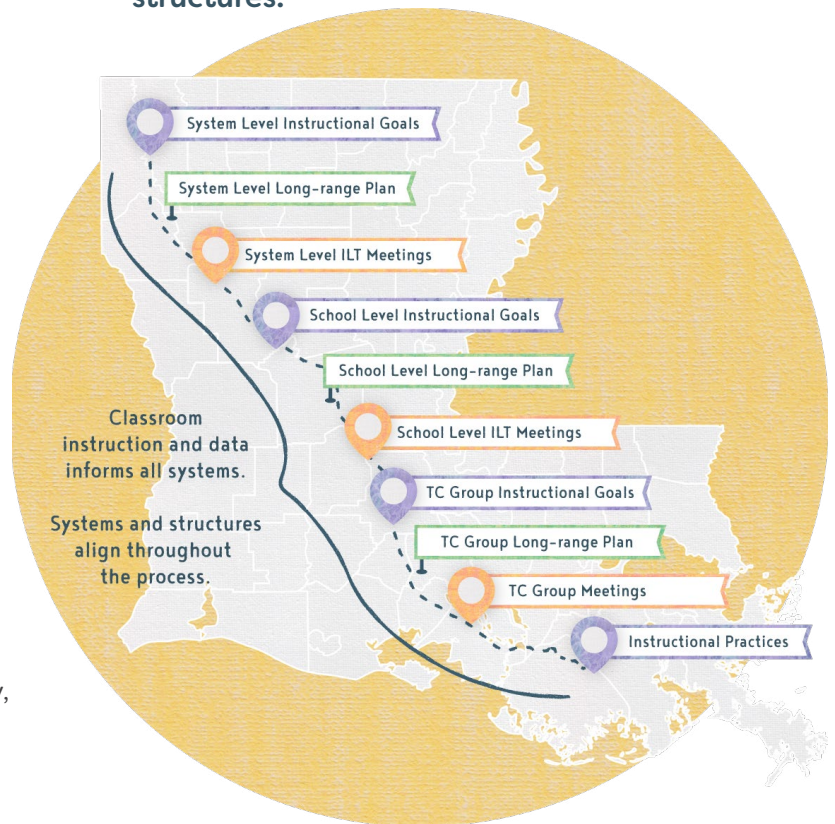 structures.
System Level Instructional Goals
System Level Long-range Plan
System Level ILT Meetings
School Level Instructional Goals
School Level Long-range Plan
Classroom
instruction and data
informs all systems.
School Level ILT Meetings
TC Group Instructional Goals
Systems and structures
align throughout
the process.
TC Group Long-range Plan
TC Group Meetings
Instructional Practices